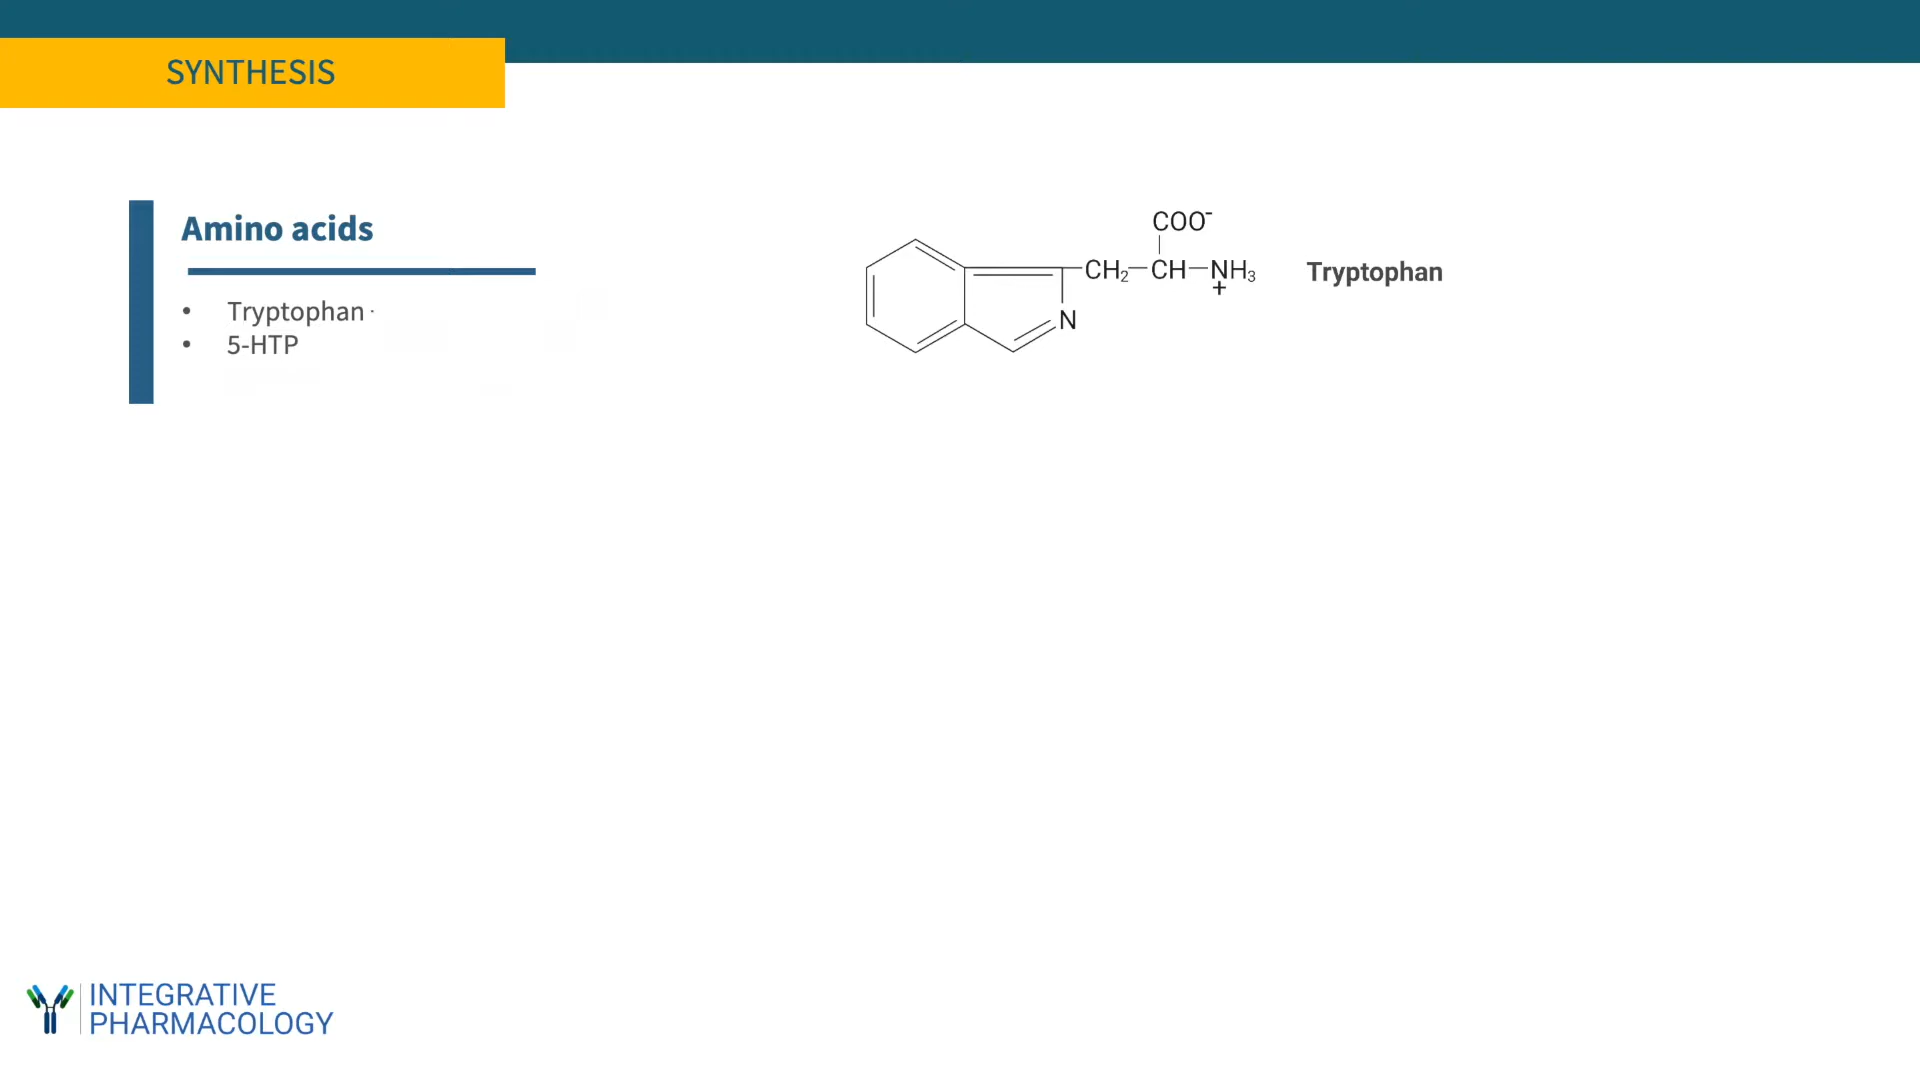 SYNTHESIS
Amino acids
• Tryptophan
• 5-HTP
COO⁻
CH₂—CH—NH₃
+
N
Tryptophan
INTEGRATIVE
PHARMACOLOGY